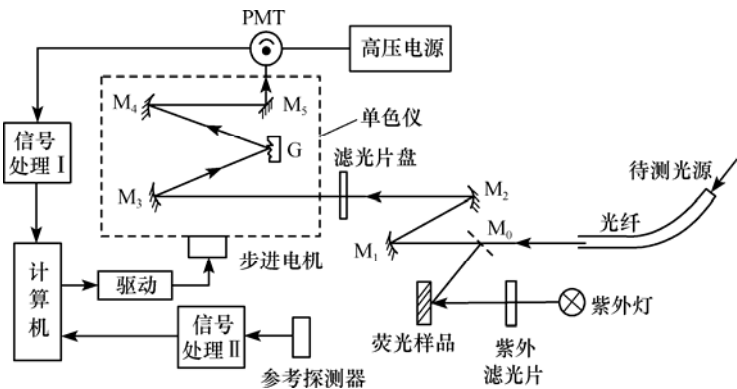 PMT
高压电源
M₄
M₅
单色仪
信号
处理Ⅰ
G
滤光片盘
待测光源
M₃
M₂
光纤
M₀
M₁
步进电机
计
算
机
驱动
紫外灯
信号
处理Ⅱ
荧光样品
紫外
滤光片
参考探测器